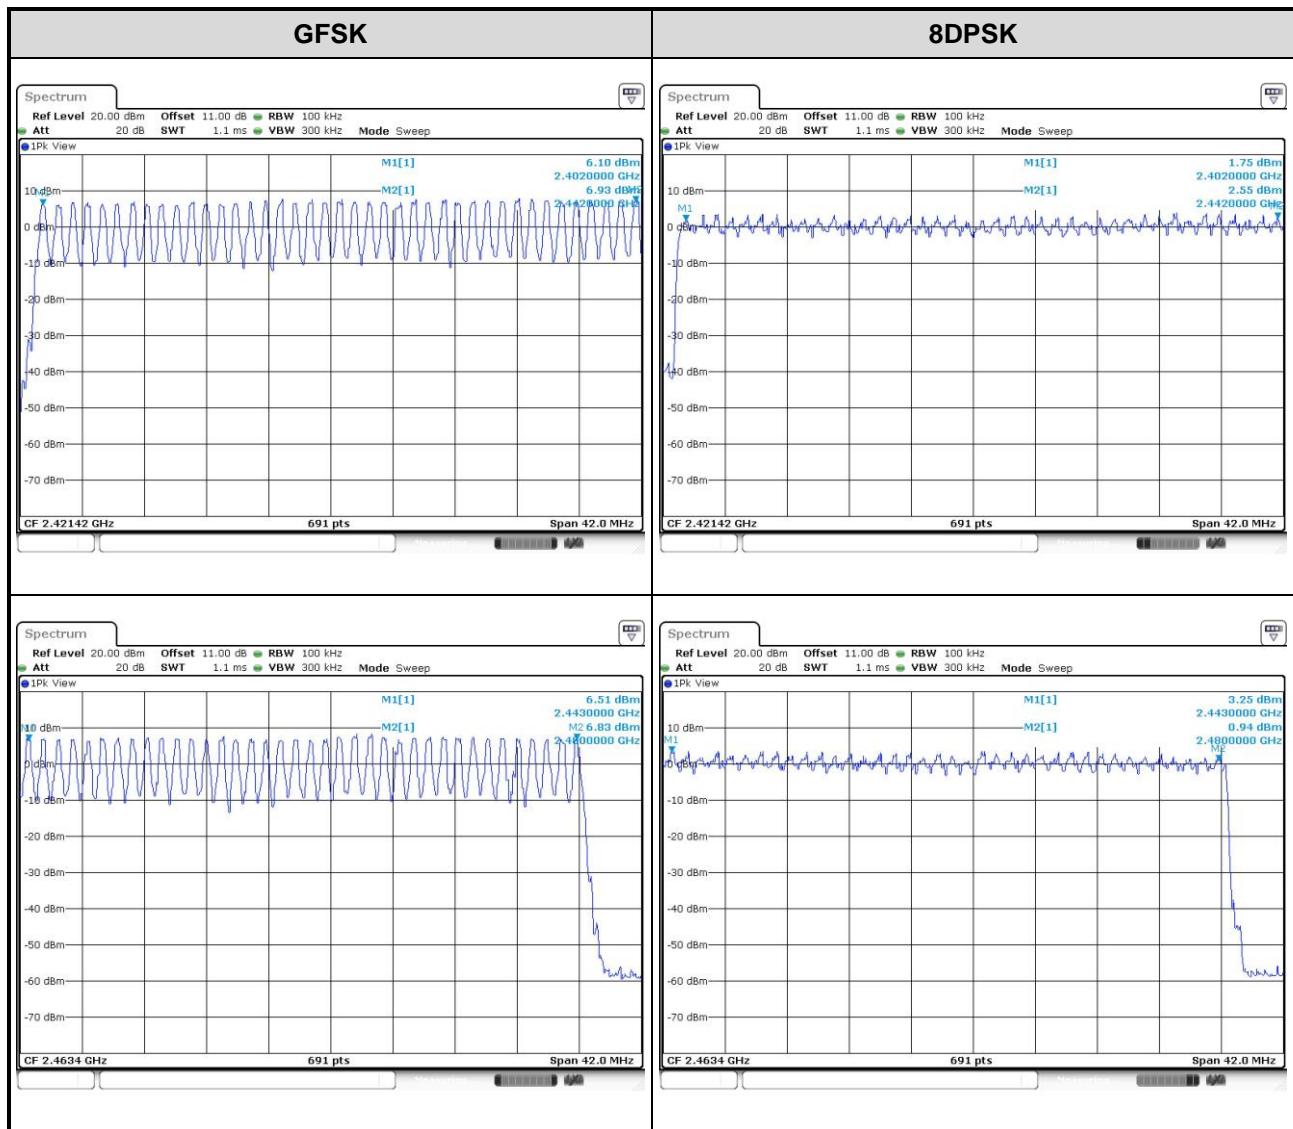 GFSK
8DPSK
Spectrum
Ref Level 20.00 dBm Offset 11.00 dB RBW 100 kHz
Att 20 dB SWT 1.1 ms VBW 300 kHz Mode Sweep
1Pk View
M1[1] 6.10 dBm
2.4020000 GHz
M2[1] 6.93 dBm
2.4420000 GHz
10 dBm
0 dBm
-10 dBm
-20 dBm
-30 dBm
-40 dBm
-50 dBm
-60 dBm
-70 dBm
CF 2.42142 GHz 691 pts Span 42.0 MHz
Spectrum
Ref Level 20.00 dBm Offset 11.00 dB RBW 100 kHz
Att 20 dB SWT 1.1 ms VBW 300 kHz Mode Sweep
1Pk View
M1[1] 1.75 dBm
2.4020000 GHz
M2[1] 2.55 dBm
2.4420000 GHz
10 dBm
M1
0 dBm
-10 dBm
-20 dBm
-30 dBm
-40 dBm
-50 dBm
-60 dBm
-70 dBm
CF 2.42142 GHz 691 pts Span 42.0 MHz
Spectrum
Ref Level 20.00 dBm Offset 11.00 dB RBW 100 kHz
Att 20 dB SWT 1.1 ms VBW 300 kHz Mode Sweep
1Pk View
M1[1] 6.51 dBm
2.4430000 GHz
M2[1] M2 6.83 dBm
2.4800000 GHz
10 dBm
0 dBm
-10 dBm
-20 dBm
-30 dBm
-40 dBm
-50 dBm
-60 dBm
-70 dBm
CF 2.4634 GHz 691 pts Span 42.0 MHz
Spectrum
Ref Level 20.00 dBm Offset 11.00 dB RBW 100 kHz
Att 20 dB SWT 1.1 ms VBW 300 kHz Mode Sweep
1Pk View
M1[1] 3.25 dBm
2.4430000 GHz
M2[1] 0.94 dBm
2.4800000 GHz
10 dBm
M1
M2
0 dBm
-10 dBm
-20 dBm
-30 dBm
-40 dBm
-50 dBm
-60 dBm
-70 dBm
CF 2.4634 GHz 691 pts Span 42.0 MHz